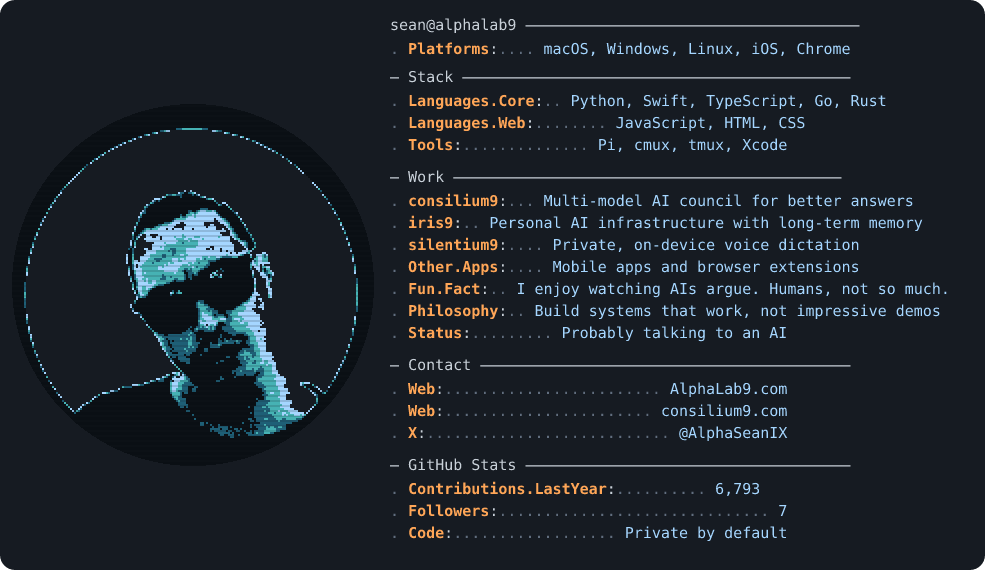 sean@alphalab9 ─────────────────────────────────────
. Platforms:.... macOS, Windows, Linux, iOS, Chrome
─ Stack ───────────────────────────────────────────
. Languages.Core:.. Python, Swift, TypeScript, Go, Rust
. Languages.Web:........ JavaScript, HTML, CSS
. Tools:.............. Pi, cmux, tmux, Xcode
─ Work ───────────────────────────────────────────
. consilium9:... Multi-model AI council for better answers
. iris9:.. Personal AI infrastructure with long-term memory
. silentium9:.... Private, on-device voice dictation
. Other.Apps:.... Mobile apps and browser extensions
. Fun.Fact:.. I enjoy watching AIs argue. Humans, not so much.
. Philosophy:.. Build systems that work, not impressive demos
. Status:......... Probably talking to an AI
─ Contact ─────────────────────────────────────────
. Web:........................ AlphaLab9.com
. Web:....................... consilium9.com
. X:........................... @AlphaSeanIX
─ GitHub Stats ────────────────────────────────────
. Contributions.LastYear:.......... 6,793
. Followers:.............................. 7
. Code:.................. Private by default